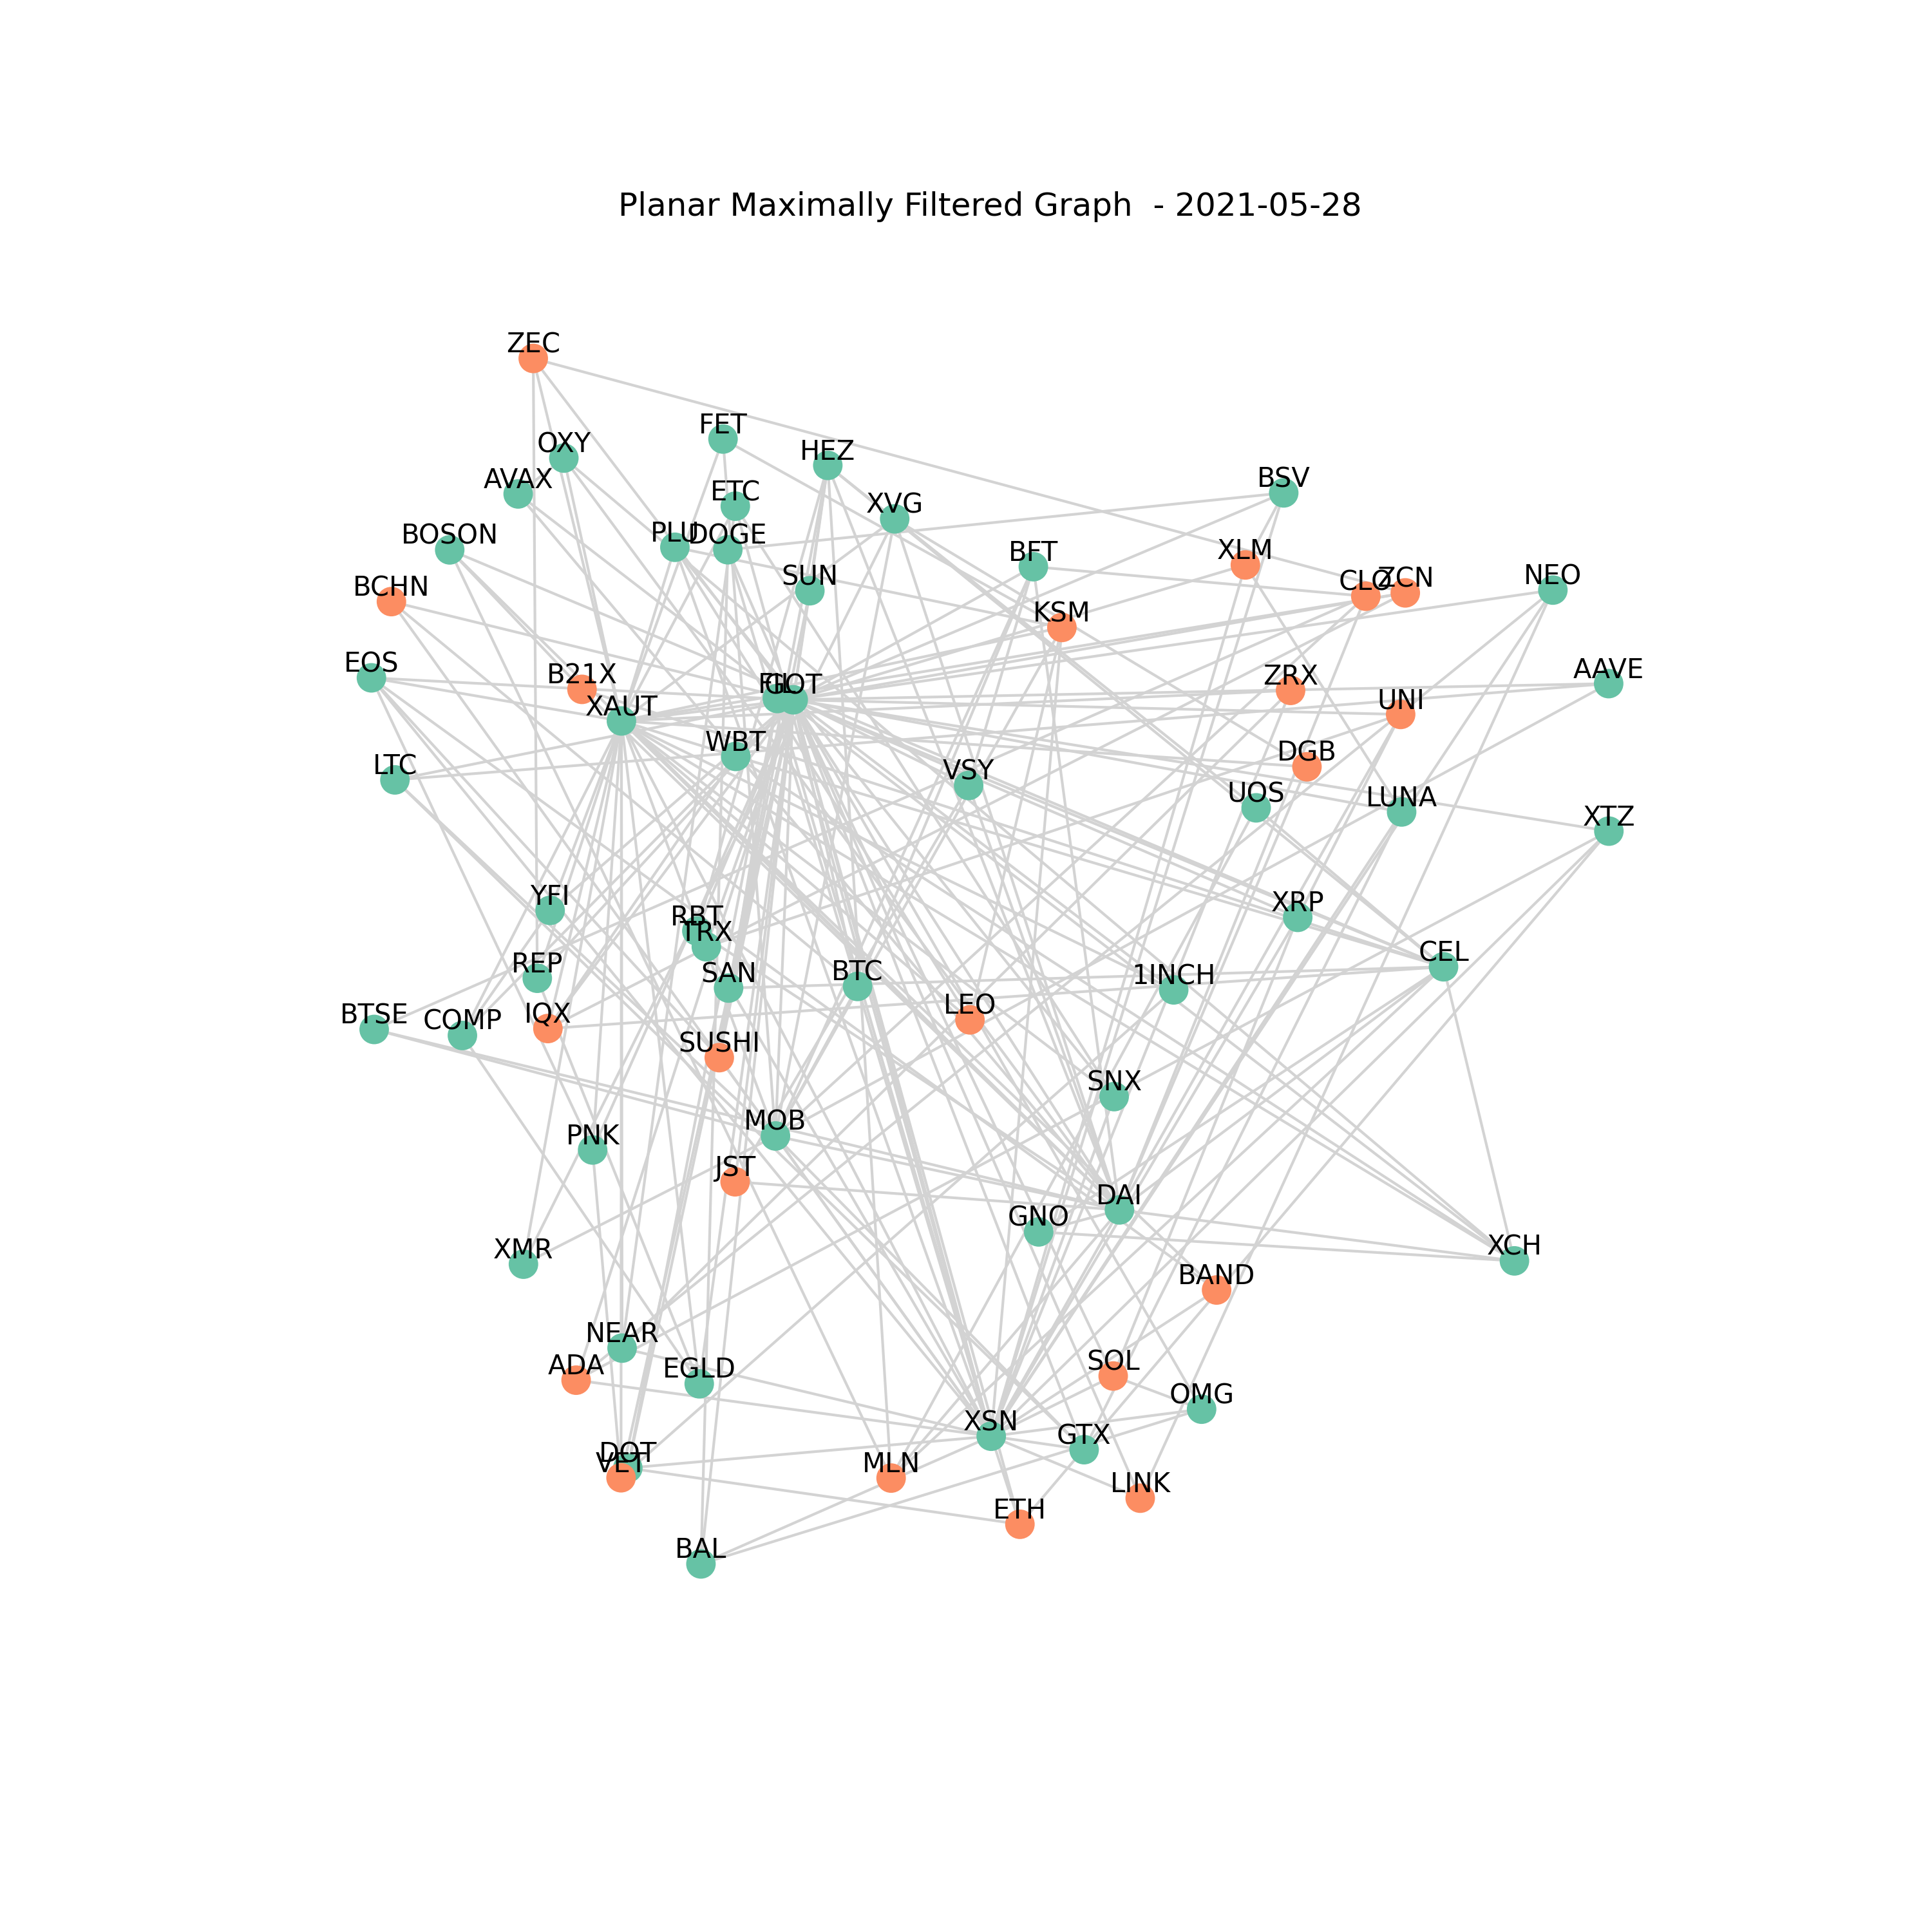 Planar Maximally Filtered Graph - 2021-05-28
ZEC
FET
OXY
HEZ
AVAX
ETC
BSV
XVG
BOSON
PLU
DOGE
BFT
XLM
BCHN
SUN
CLO
ZCN
NEO
KSM
EOS
B21X
GOT
ZRX
AAVE
XAUT
UNI
WBT
DGB
LTC
VSY
UOS
LUNA
XTZ
YFI
RBT
TRX
XRP
REP
SAN
BTC
1INCH
CEL
BTSE
COMP
IQX
LEO
SUSHI
SNX
PNK
MOB
JST
DAI
GNO
XMR
XCH
BAND
NEAR
ADA
EGLD
SOL
OMG
XSN
GTX
DOT
VET
MLN
LINK
ETH
BAL